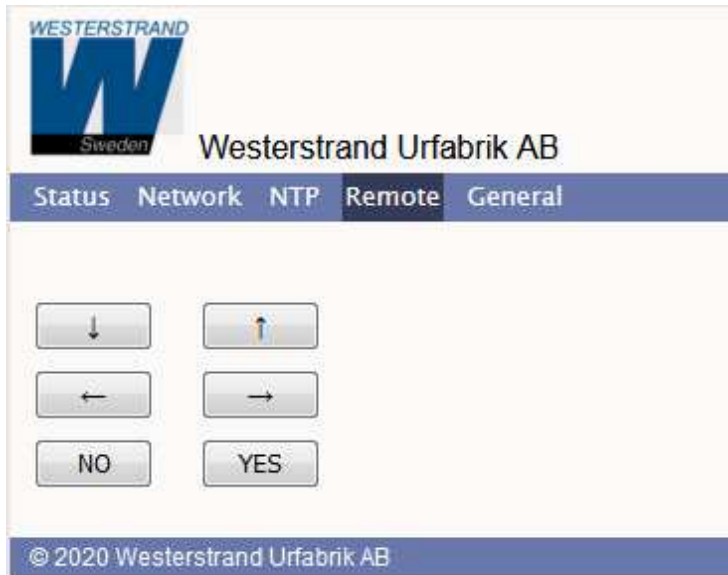 WESTERSTRAND
Sweden
Westerstrand Urfabrik AB
Status Network NTP Remote General
↓ ↑
← →
NO YES
© 2020 Westerstrand Urfabrik AB